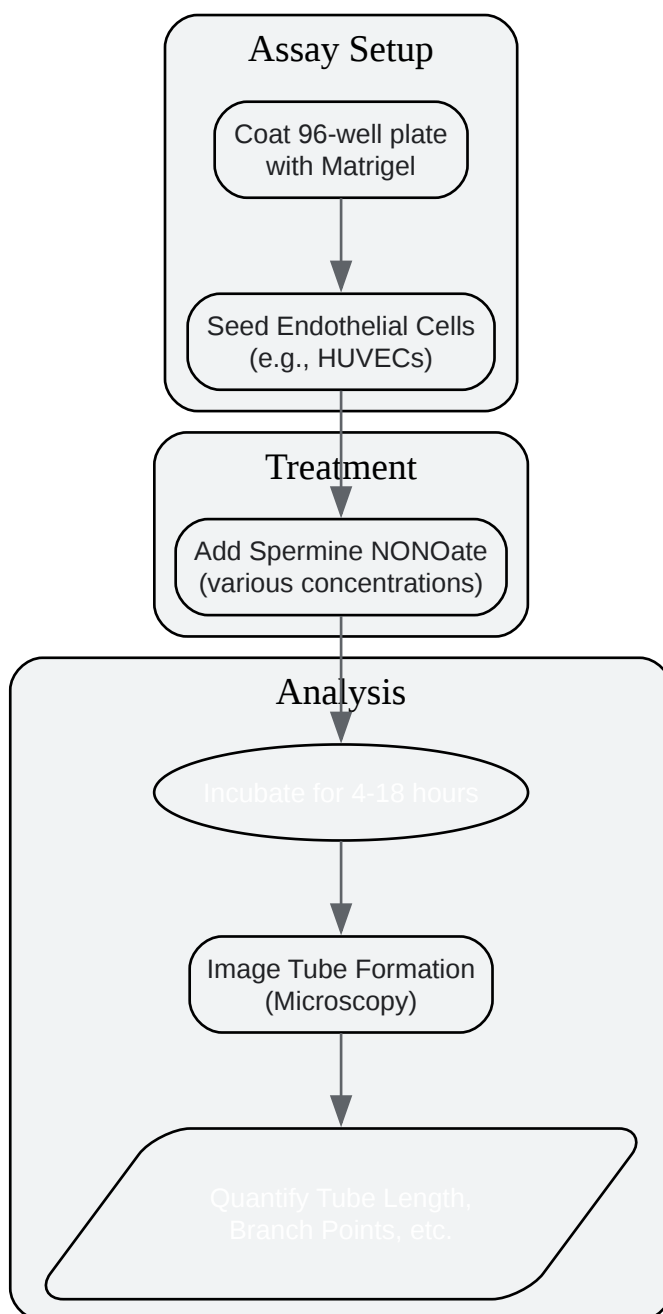 Assay Setup
Coat 96-well plate
with Matrigel
Seed Endothelial Cells
(e.g., HUVECs)
Treatment
Add Spermine NONOate
(various concentrations)
Analysis
Incubate for 4-18 hours
Image Tube Formation
(Microscopy)
Quantify Tube Length,
Branch Points, etc.